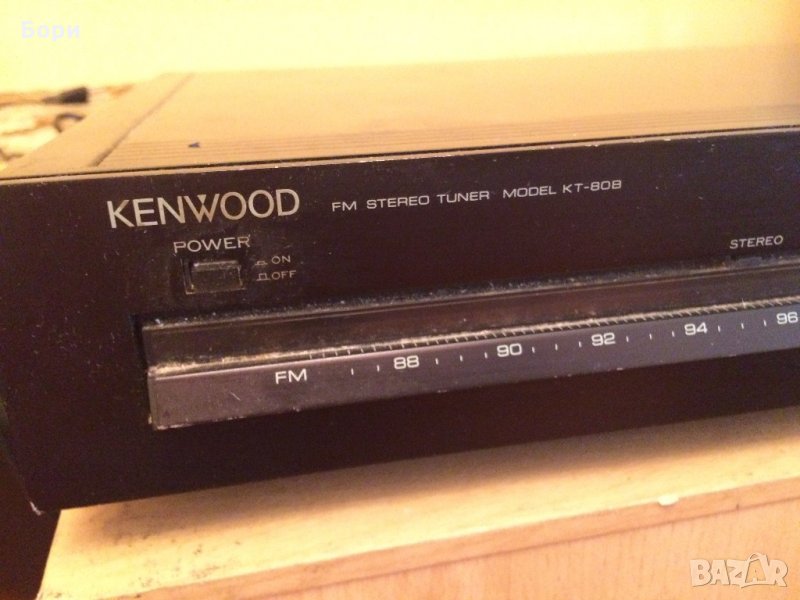 Бори
KENWOOD FM STEREO TUNER MODEL KT-80B
POWER
ON
OFF
STEREO
FM 88 90 92 94 96
BAZAR